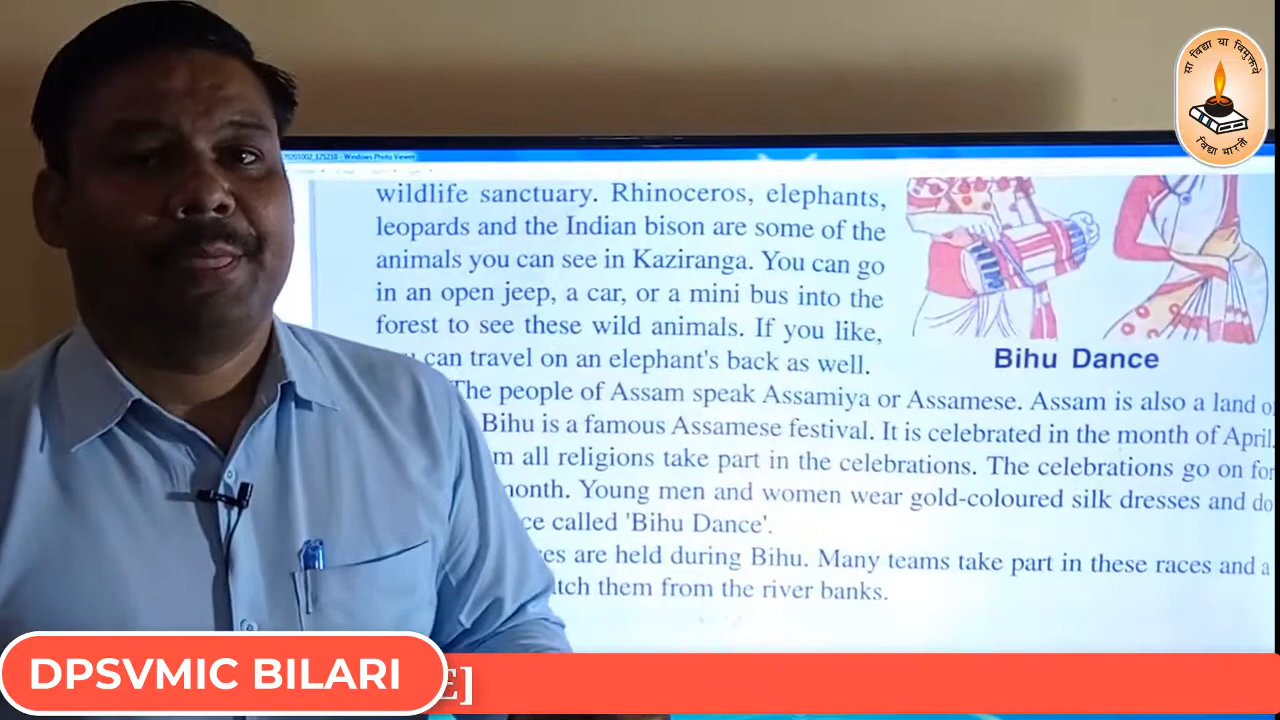 सा विद्या या विमुक्तये
विद्या भारती
20201002_125210 - Windows Photo Viewer
wildlife sanctuary. Rhinoceros, elephants,
leopards and the Indian bison are some of the
animals you can see in Kaziranga. You can go
in an open jeep, a car, or a mini bus into the
forest to see these wild animals. If you like,
can travel on an elephant's back as well.
Bihu Dance
The people of Assam speak Assamiya or Assamese. Assam is also a land
Bihu is a famous Assamese festival. It is celebrated in the month of April.
all religions take part in the celebrations. The celebrations go on for
month. Young men and women wear gold-coloured silk dresses and do
called 'Bihu Dance'.
are held during Bihu. Many teams take part in these races and a
them from the river banks.
DPSVMIC BILARI
E]